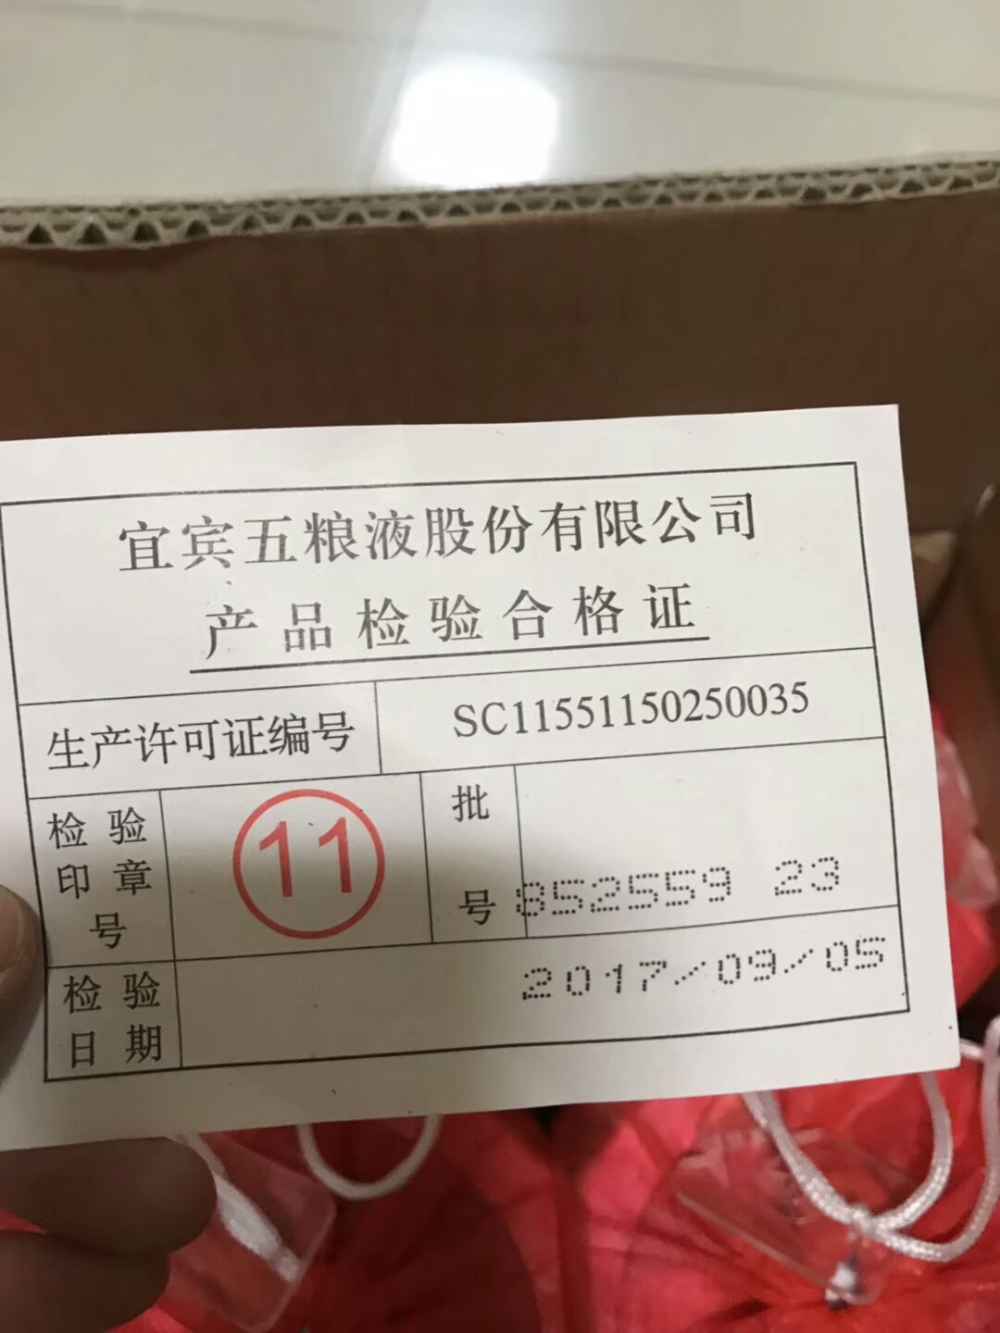 宜宾五粮液股份有限公司
产品检验合格证
生产许可证编号 SC11551150250035
检验
印章
号
11
批
号
852559 23
检验
日期
2017/09/05